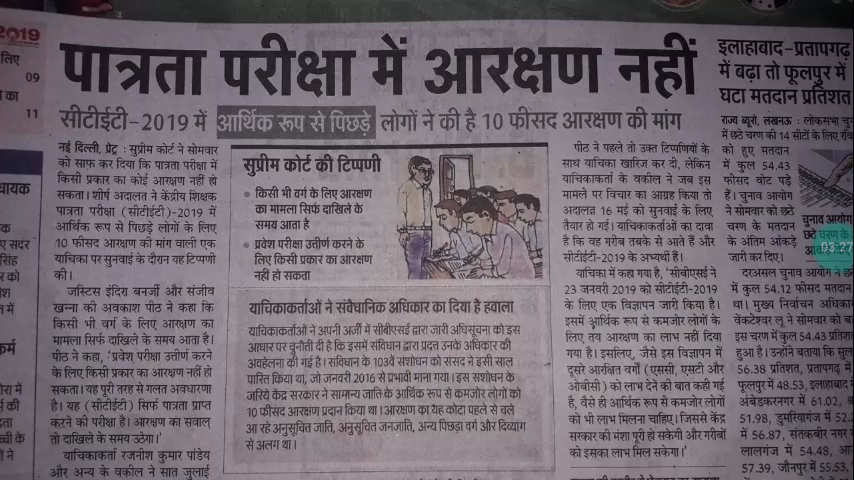 2019
लिए
09
का
11
पात्रता परीक्षा में आरक्षण नहीं
सीटीईटी-2019 में आर्थिक रूप से पिछड़े लोगों ने की है 10 फीसद आरक्षण की मांग
नई दिल्ली, प्रेट्र : सुप्रीम कोर्ट ने सोमवार
को साफ कर दिया कि पात्रता परीक्षा में
किसी प्रकार का कोई आरक्षण नहीं हो
सकता। शीर्ष अदालत ने केंद्रीय शिक्षक
पात्रता परीक्षा (सीटीईटी)-2019 में
आर्थिक रूप से पिछड़े लोगों के लिए
10 फीसद आरक्षण की मांग वाली एक
याचिका पर सुनवाई के दौरान यह टिप्पणी
की।
जस्टिस इंदिरा बनर्जी और संजीव
खन्ना की अवकाश पीठ ने कहा कि
किसी भी वर्ग के लिए आरक्षण का
मामला सिर्फ दाखिले के समय आता है।
पीठ ने कहा, 'प्रवेश परीक्षा उत्तीर्ण करने
के लिए किसी प्रकार का आरक्षण नहीं हो
सकता। यह पूरी तरह से गलत अवधारणा
है। यह (सीटीईटी) सिर्फ पात्रता प्राप्त
करने की परीक्षा है। आरक्षण का सवाल
तो दाखिले के समय उठेगा।'
याचिकाकर्ता रजनीश कुमार पांडेय
और अन्य के वकील ने सात जुलाई
सुप्रीम कोर्ट की टिप्पणी
किसी भी वर्ग के लिए आरक्षण
का मामला सिर्फ दाखिले के
समय आता है
प्रवेश परीक्षा उत्तीर्ण करने के
लिए किसी प्रकार का आरक्षण
नहीं हो सकता
याचिकाकर्ताओं ने संवैधानिक अधिकार का दिया है हवाला
याचिकाकर्ताओं ने अपनी अर्जी में सीबीएसई द्वारा जारी अधिसूचना को इस
आधार पर चुनौती दी है कि इसमें संविधान द्वारा प्रदत्त उनके अधिकार की
अवहेलना की गई है। संविधान के 103वें संशोधन को संसद ने इसी साल
पारित किया था, जो जनवरी 2016 से प्रभावी माना गया। इस संशोधन के
जरिये केंद्र सरकार ने सामान्य जाति के आर्थिक रूप से कमजोर लोगों को
10 फीसद आरक्षण प्रदान किया था। आरक्षण का यह कोटा पहले से चले
आ रहे अनुसूचित जाति, अनुसूचित जनजाति, अन्य पिछड़ा वर्ग और दिव्यांग
से अलग था।
पीठ ने पहले तो उक्त टिप्पणियों के
साथ याचिका खारिज कर दी, लेकिन
याचिकाकर्ता के वकील ने जब इस
मामले पर विचार का आग्रह किया तो
अदालत 16 मई को सुनवाई के लिए
तैयार हो गई। याचिकाकर्ताओं का दावा
है कि वह गरीब तबके से आते हैं और
सीटीईटी-2019 के अभ्यर्थी हैं।
याचिका में कहा गया है, 'सीबीएसई ने
23 जनवरी 2019 को सीटीईटी-2019
के लिए एक विज्ञापन जारी किया है।
इसमें आर्थिक रूप से कमजोर लोगों के
लिए तय आरक्षण का लाभ नहीं दिया
गया है। इसलिए, जैसे इस विज्ञापन में
दूसरे आरक्षित वर्गों (एससी, एसटी और
ओबीसी) को लाभ देने की बात कही गई
है, वैसे ही आर्थिक रूप से कमजोर लोगों
को भी लाभ मिलना चाहिए। जिससे केंद्र
सरकार की मंशा पूरी हो सकेगी और गरीबों
को इसका लाभ मिल सकेगा।'
इलाहाबाद-प्रतापगढ़
में बढ़ा तो फूलपुर में
घटा मतदान प्रतिशत
राज्य ब्यूरो, लखनऊ : लोकसभा चुन
में छठे चरण की 14 सीटों के लिए
को हुए मतदान
में कुल 54.43
फीसद वोट पड़े
हैं। चुनाव आयोग
ने सोमवार को छठे
चरण के मतदान
के अंतिम आंकड़े
जारी कर दिए।
चुनाव आयोग
छठे चरण के
03:27
दरअसल चुनाव आयोग
में कुल 54.12 फीसद मतदान
था। मुख्य निर्वाचन अधिकार
वेंकटेश्वर लू ने सोमवार को ब
इस चरण में कुल 54.43 प्रतिशत
हुआ है। उन्होंने बताया कि सुल
56.38 प्रतिशत, प्रतापगढ़ में
फूलपुर में 48.53, इलाहाबाद
अंबेडकरनगर में 61.02,
51.98, डुमरियागंज में 52.
में 56.87, संतकबीर नगर
लालगंज में 54.48,
57.39, जौनपुर में 55.53,